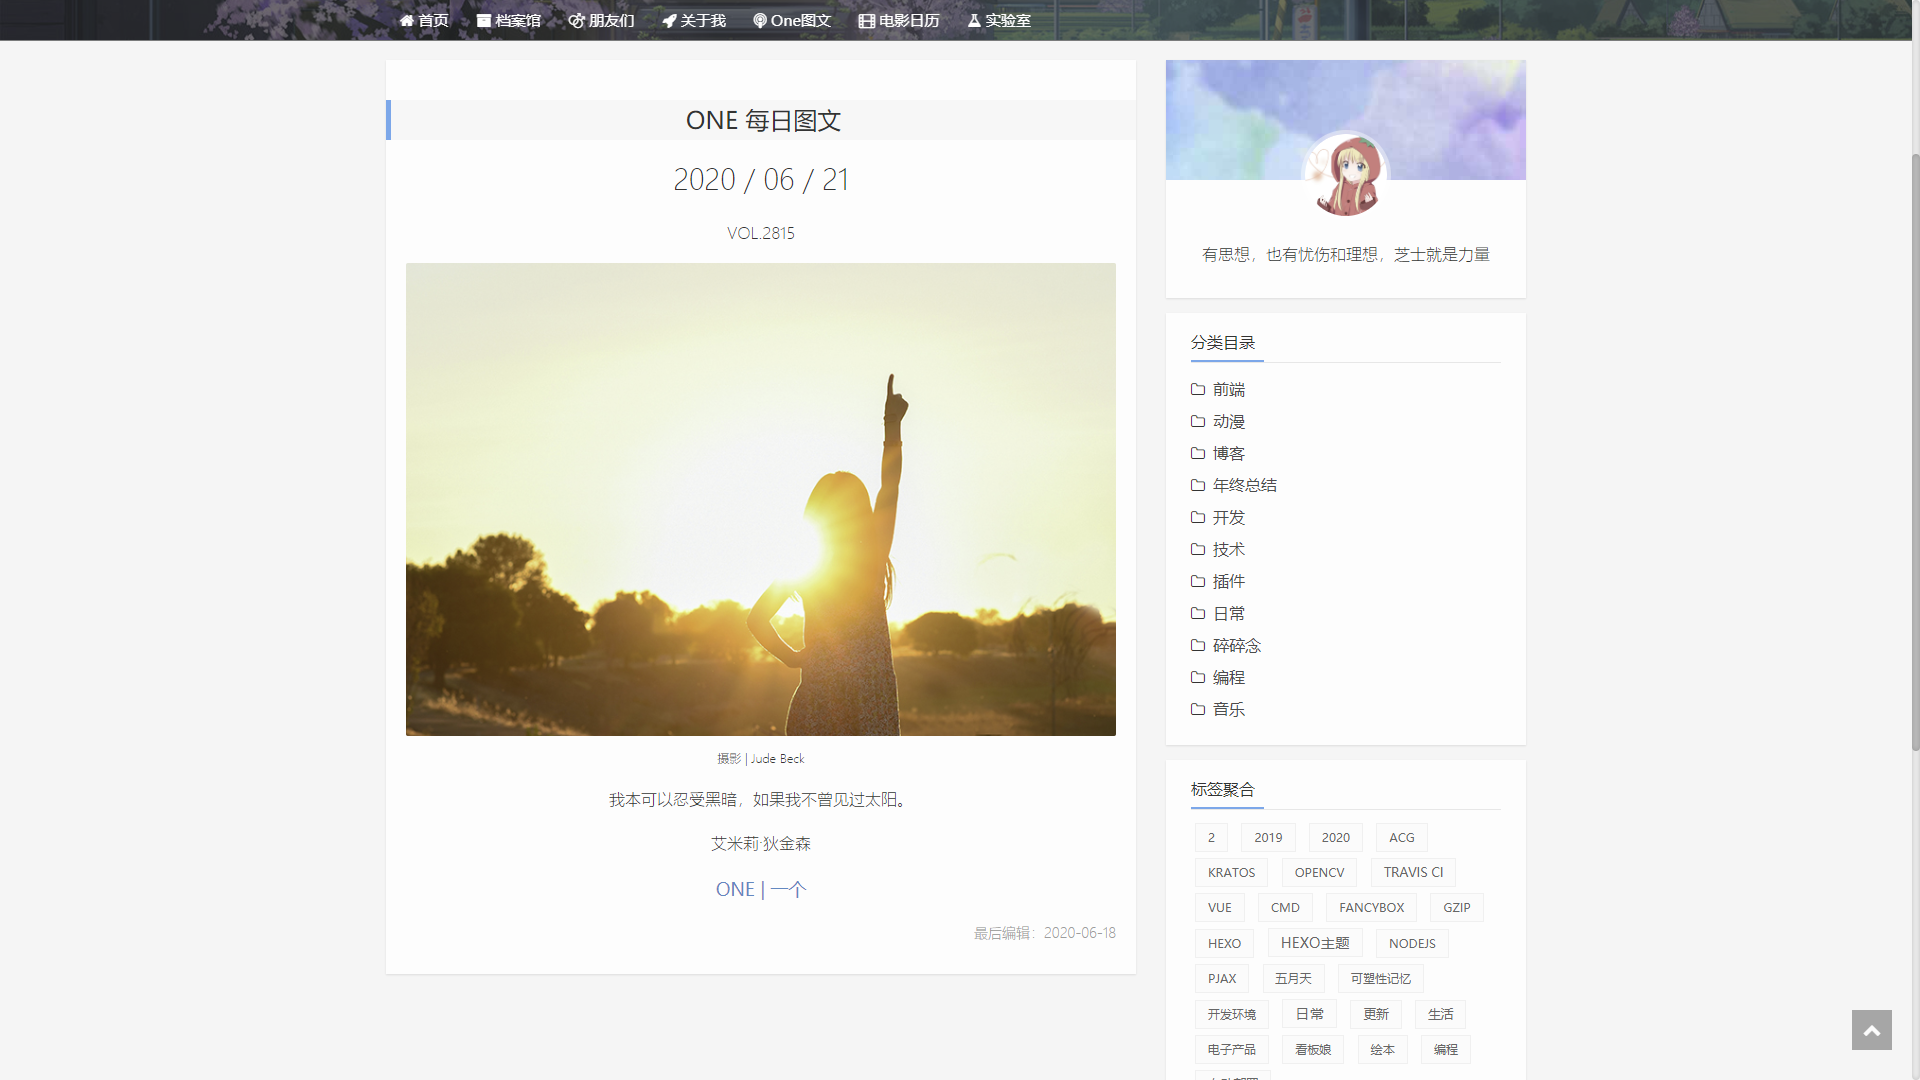 首页 档案馆 朋友们 关于我 One图文 电影日历 实验室
ONE 每日图文
2020 / 06 / 21
VOL.2815
摄影 | Jude Beck
我本可以忍受黑暗，如果我不曾见过太阳。
艾米莉·狄金森
ONE | 一个
最后编辑：2020-06-18
有思想，也有忧伤和理想，芝士就是力量
分类目录
前端
动漫
博客
年终总结
开发
技术
插件
日常
碎碎念
编程
音乐
标签聚合
2 2019 2020 ACG
KRATOS OPENCV TRAVIS CI
VUE CMD FANCYBOX GZIP
HEXO HEXO主题 NODEJS
PJAX 五月天 可塑性记忆
开发环境 日常 更新 生活
电子产品 看板娘 绘本 编程